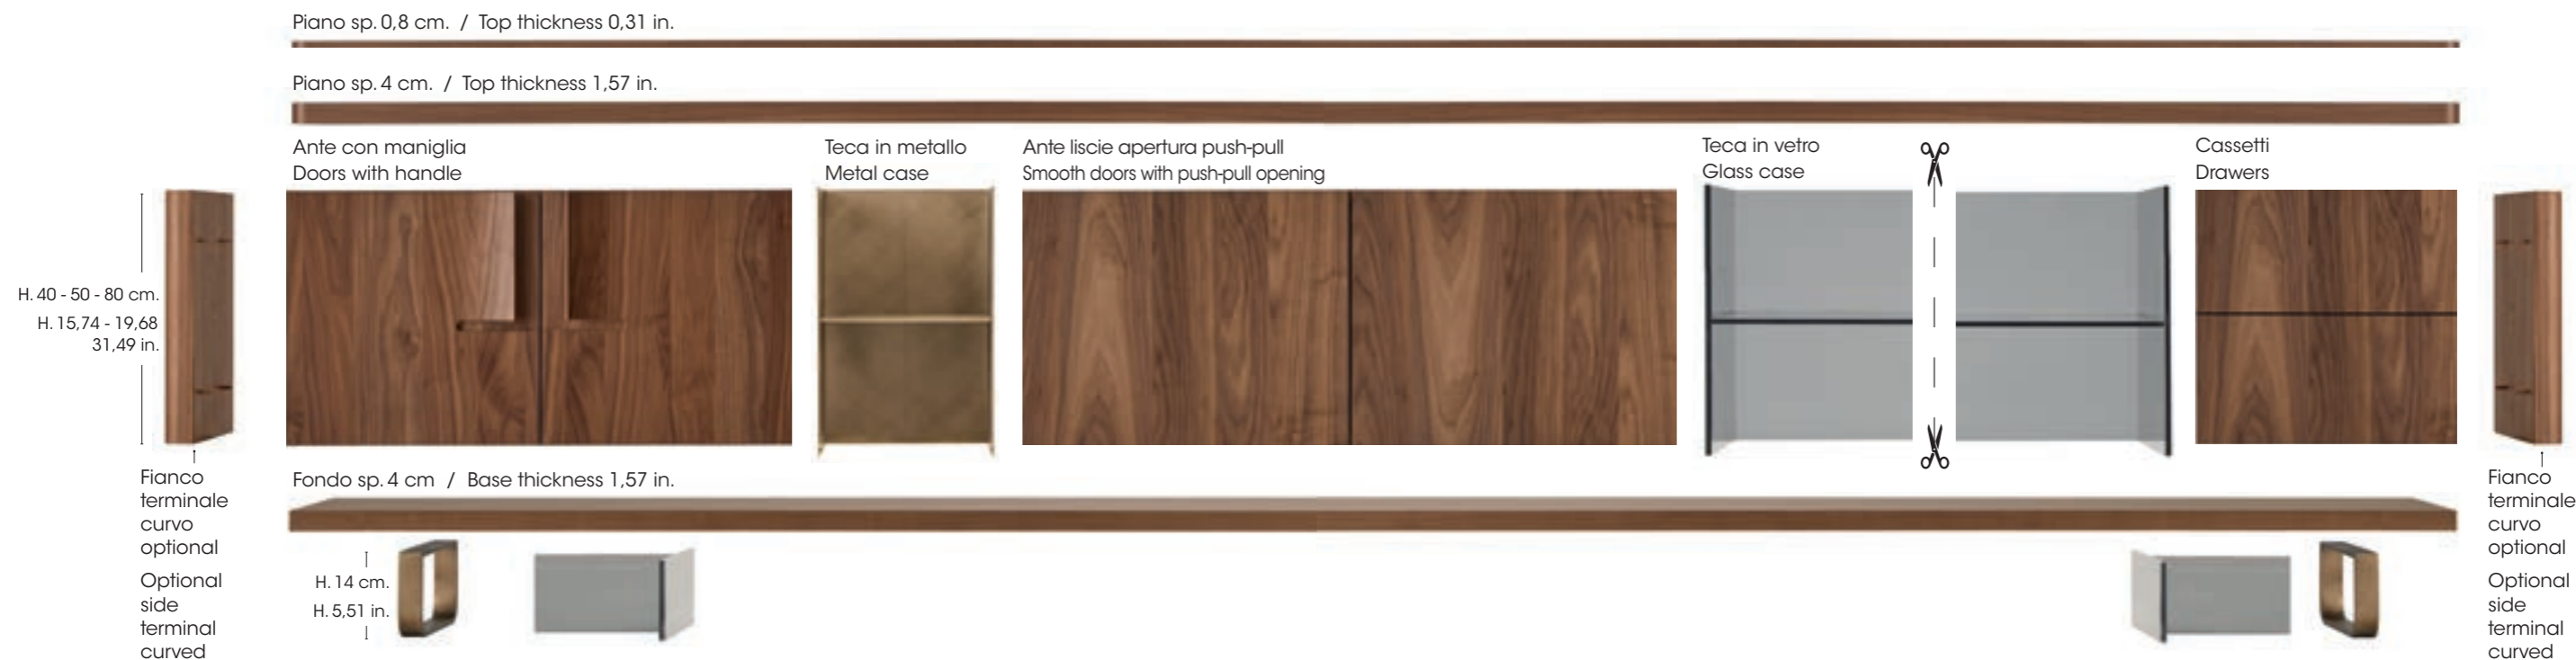 Piano sp. 0,8 cm. / Top thickness 0,31 in.
Piano sp. 4 cm. / Top thickness 1,57 in.
Ante con maniglia
Doors with handle
Teca in metallo
Metal case
Ante liscie apertura push-pull
Smooth doors with push-pull opening
Teca in vetro
Glass case
Cassetti
Drawers
H. 40 - 50 - 80 cm.
H. 15,74 - 19,68
31,49 in.
Fianco
terminale
curvo
optional
Optional
side
terminal
curved
Fondo sp. 4 cm / Base thickness 1,57 in.
H. 14 cm.
H. 5,51 in.
Fianco
terminale
curvo
optional
Optional
side
terminal
curved